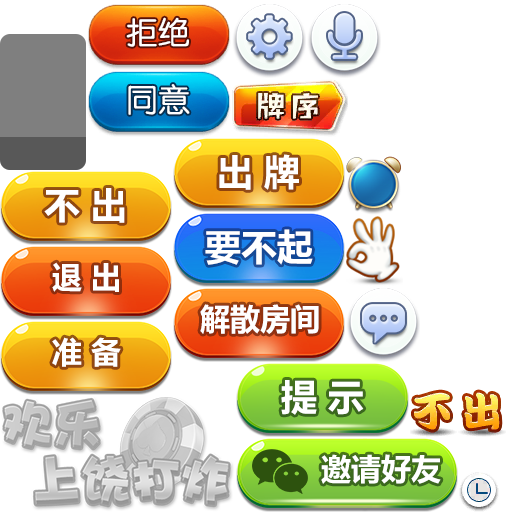 拒绝
同意
牌序
出牌
不出
要不起
退出
解散房间
准备
提示
不出
欢乐
上饶打炸
邀请好友